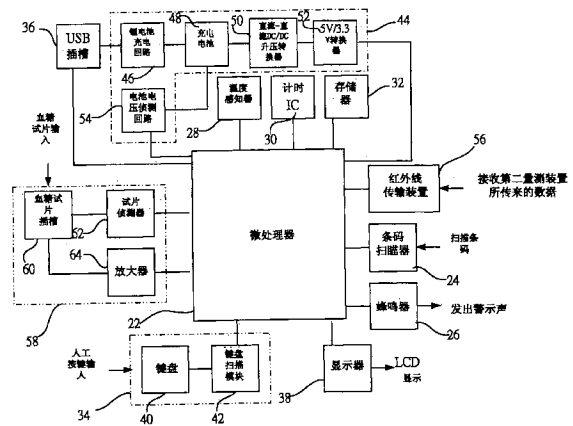 36
USB
插槽
锂电池
充电
回路
46
48
充电
电池
50
直流-直
流DC/DC
升压转
换器
52
5V/3.3
V转换
器
44
电池电
压侦测
回路
54
温度
感知器
28
计时
IC
30
存储
器
32
血糖
试片输
入
血糖试
片
插槽
60
试片
侦测器
62
64
放大器
58
微处理器
22
56
红外线
传输装置
接收第二量测装置
所传来的数据
条码
扫瞄器
24
扫描条
码
蜂鸣器
26
发出警示声
人工
按键输
入
键盘
40
键盘
扫描
模块
42
34
显示器
38
LCD
显示